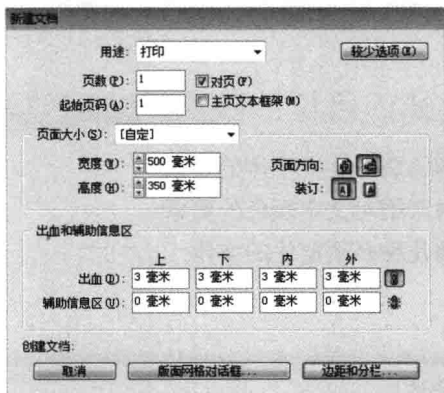 新建文档
用途: 打印 较少选项(R)
页数(P): 1 对页(F)
起始页码(A): 1 主页文本框架(M)
页面大小(S): [自定]
宽度(W): 500 毫米 页面方向:
高度(H): 350 毫米 装订:
出血和辅助信息区
上 下 内 外
出血(D): 3 毫米 3 毫米 3 毫米 3 毫米
辅助信息区(U): 0 毫米 0 毫米 0 毫米 0 毫米
创建文档:
取消 版面网格对话框... 边距和分栏...